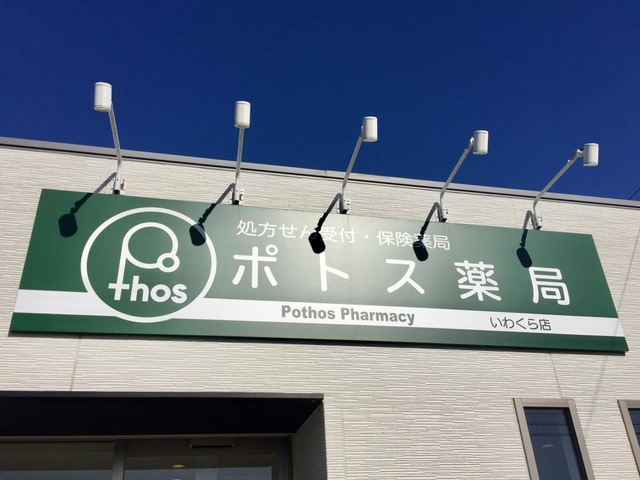 Pothos
処方せん受付・保険薬局
ポトス薬局
Pothos Pharmacy
いわくら店